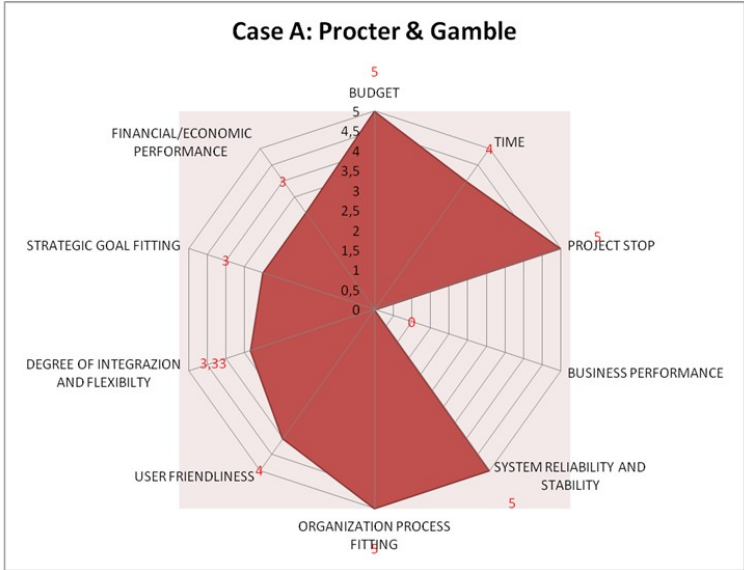 Case A: Procter & Gamble
5
BUDGET
5
4,5
4
3,5
3
2,5
2
1,5
1
0,5
0
TIME
4
PROJECT STOP
5
BUSINESS PERFORMANCE
0
SYSTEM RELIABILITY AND
STABILITY
5
ORGANIZATION PROCESS
FITTING
5
USER FRIENDLINESS
4
DEGREE OF INTEGRAZION
AND FLEXIBILTY
3,33
STRATEGIC GOAL FITTING
3
FINANCIAL/ECONOMIC
PERFORMANCE
3